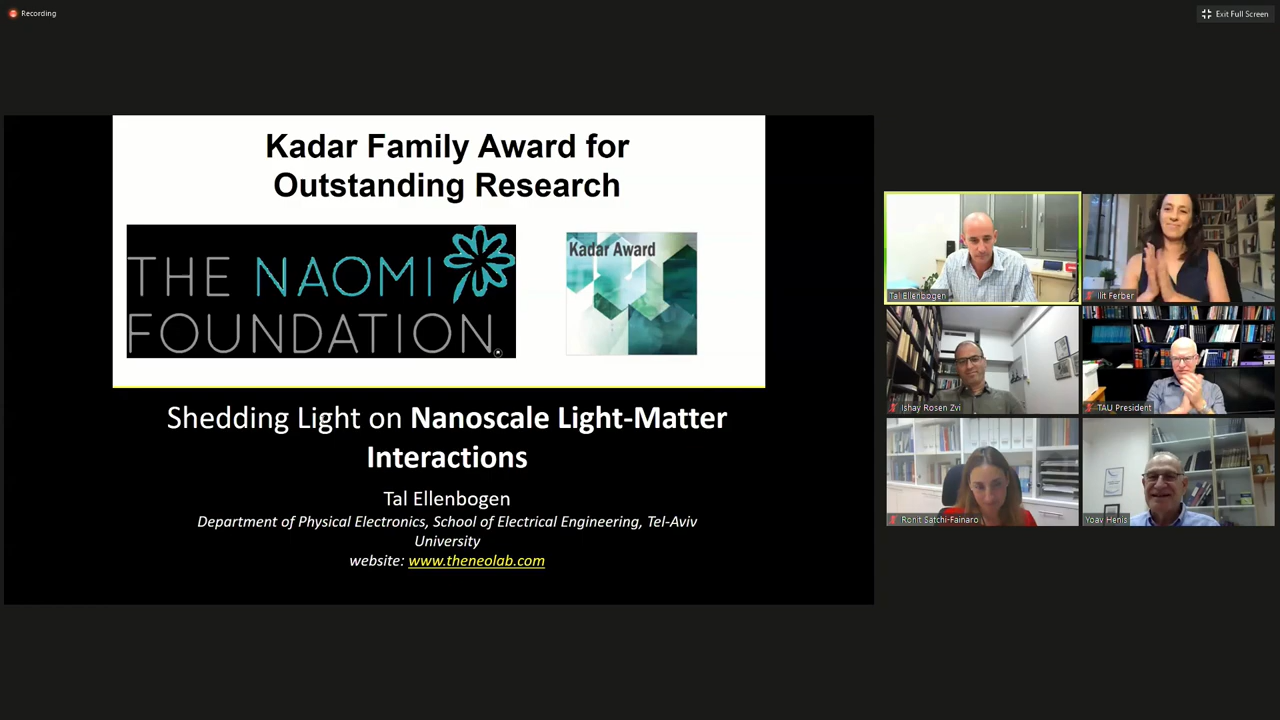 Recording
Exit Full Screen
Kadar Family Award for
Outstanding Research
THE NAOMI
FOUNDATION
Kadar Award
Shedding Light on Nanoscale Light-Matter
Interactions
Tal Ellenbogen
Department of Physical Electronics, School of Electrical Engineering, Tel-Aviv
University
website: www.theneolab.com
Tal Ellenbogen
Ilit Ferber
Ishay Rosen Zvi
TAU President
Ronit Satchi-Fainaro
Yoav Henis